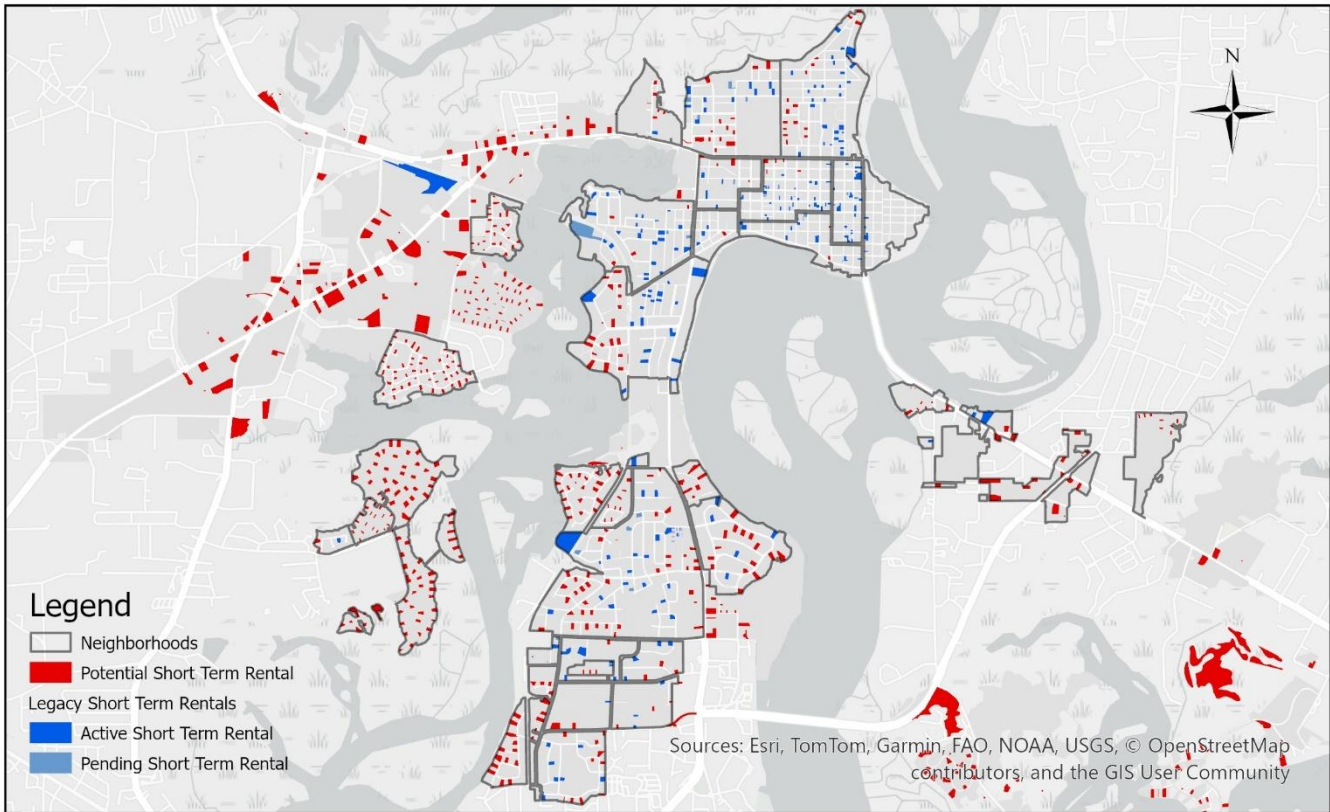 N
Legend
Neighborhoods
Potential Short Term Rental
Legacy Short Term Rentals
Active Short Term Rental
Pending Short Term Rental
Sources: Esri, TomTom, Garmin, FAO, NOAA, USGS, © OpenStreetMap
contributors, and the GIS User Community